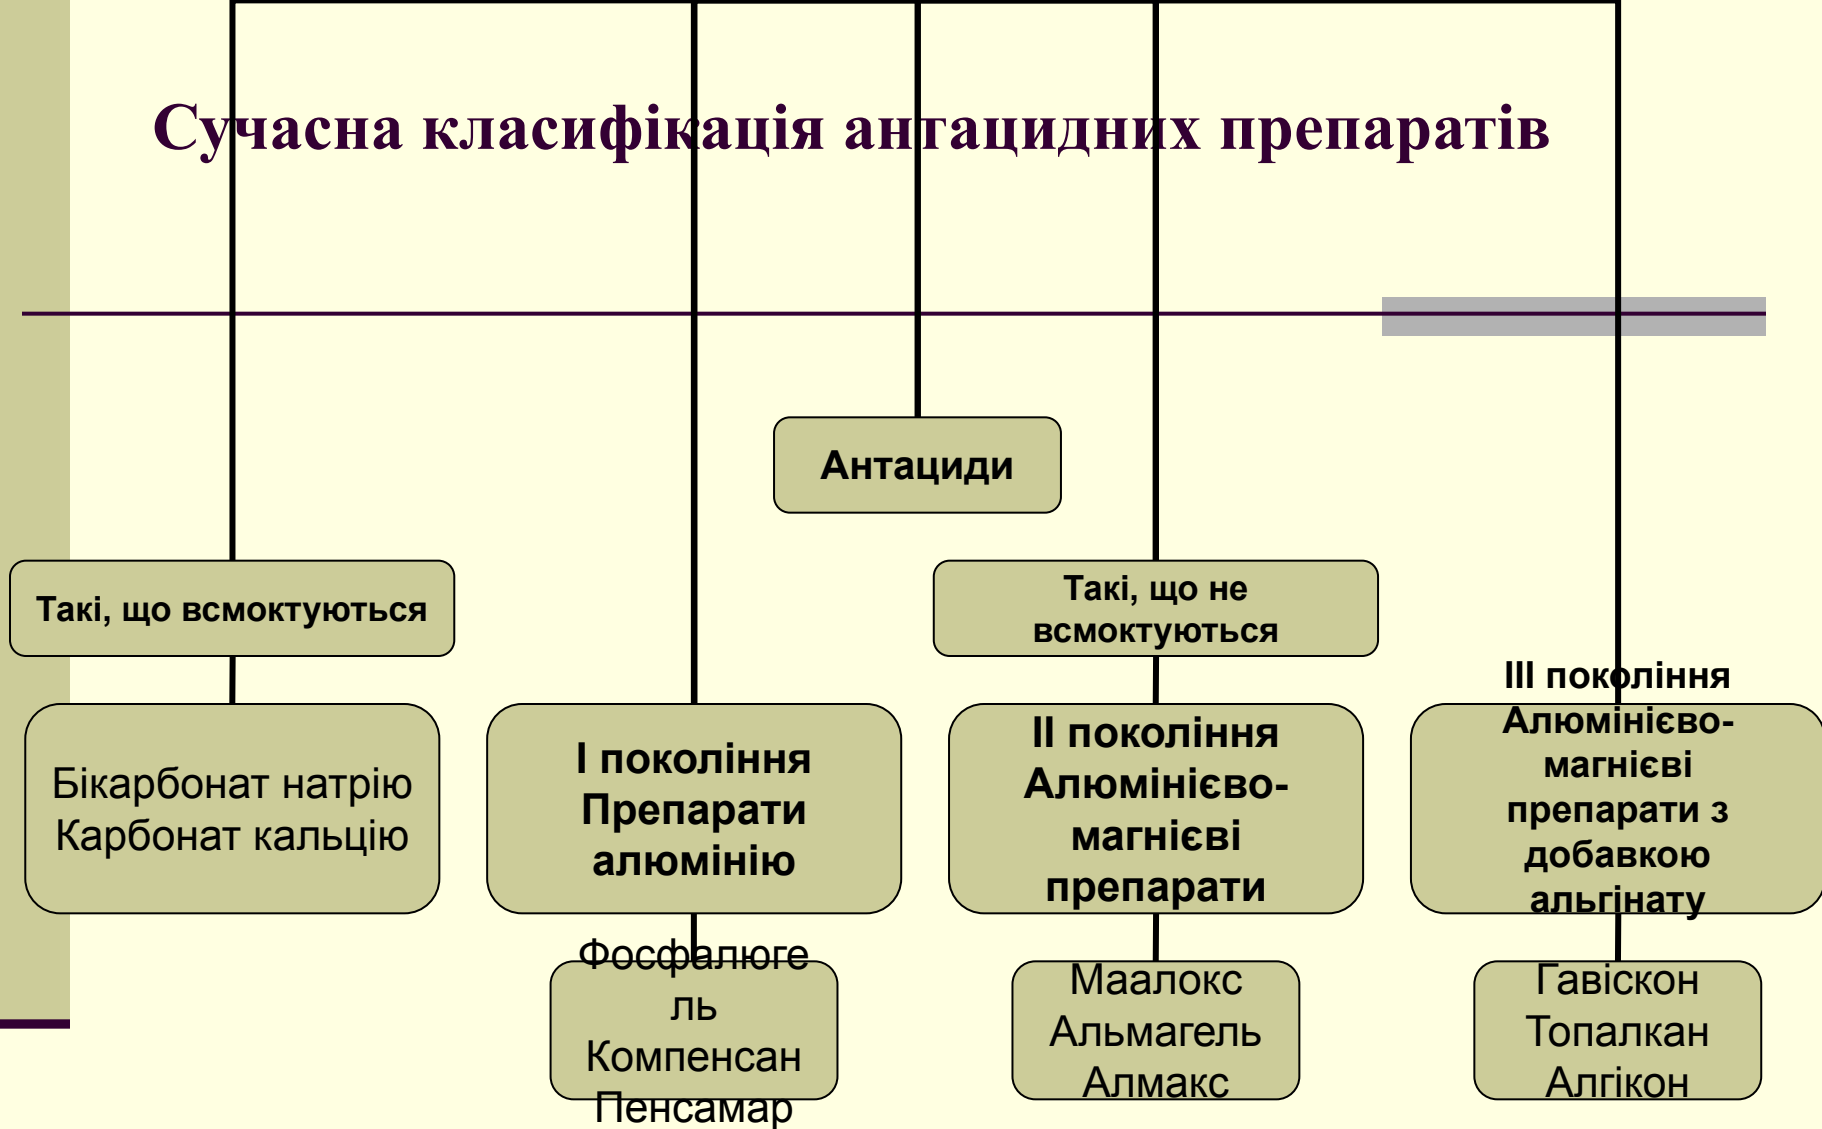 Сучасна класифікація антацидних препаратів
Антациди
Такі, що всмоктуються
Такі, що не
всмоктуються
Бікарбонат натрію
Карбонат кальцію
І покоління
Препарати
алюмінію
ІІ покоління
Алюмінієво-
магнієві
препарати
ІІІ покоління
Алюмінієво-
магнієві
препарати з
добавкою
альгінату
Фосфалюге
ль
Компенсан
Пенсамар
Маалокс
Альмагель
Алмакс
Гавіскон
Топалкан
Алгікон